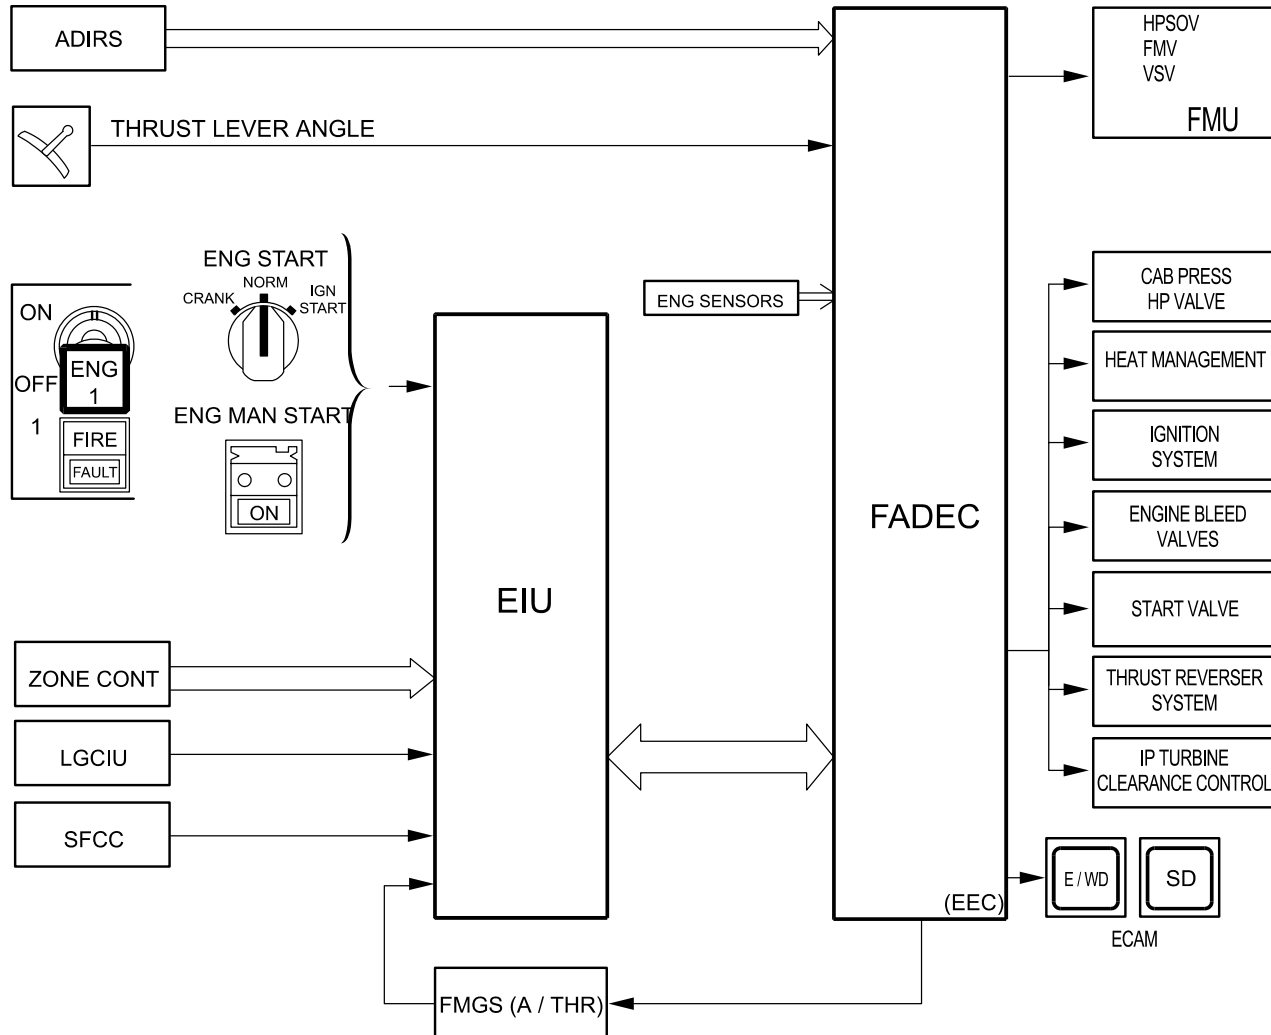 ADIRS
HPSOV
FMV
VSV
FMU
THRUST LEVER ANGLE
ENG START
NORM
CRANK
IGN
START
ON
OFF
1
ENG
1
FIRE
FAULT
ENG MAN START
ON
ENG SENSORS
CAB PRESS
HP VALVE
HEAT MANAGEMENT
IGNITION
SYSTEM
FADEC
ENGINE BLEED
VALVES
EIU
START VALVE
ZONE CONT
THRUST REVERSER
SYSTEM
LGCIU
IP TURBINE
CLEARANCE CONTROL
SFCC
(EEC)
E / WD
SD
ECAM
FMGS (A / THR)